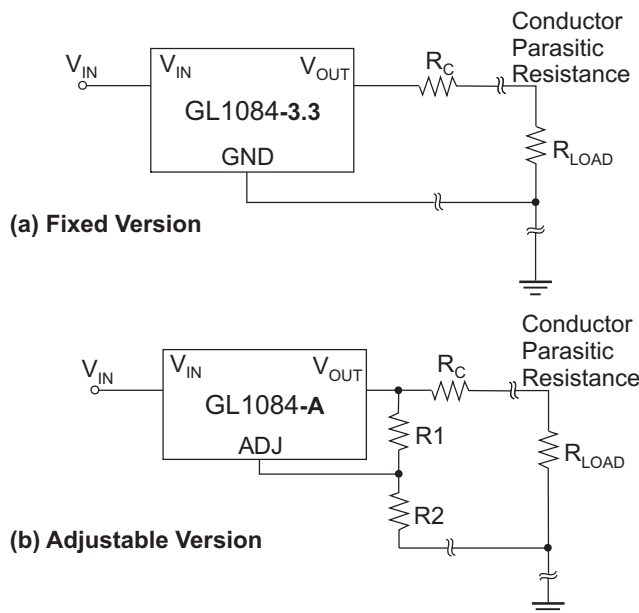 Conductor
Parasitic
Resistance
V_IN
V_IN
V_OUT
R_C
GL1084-3.3
GND
R_LOAD
(a) Fixed Version
Conductor
Parasitic
Resistance
V_IN
V_IN
V_OUT
R_C
GL1084-A
R1
ADJ
R_LOAD
R2
(b) Adjustable Version